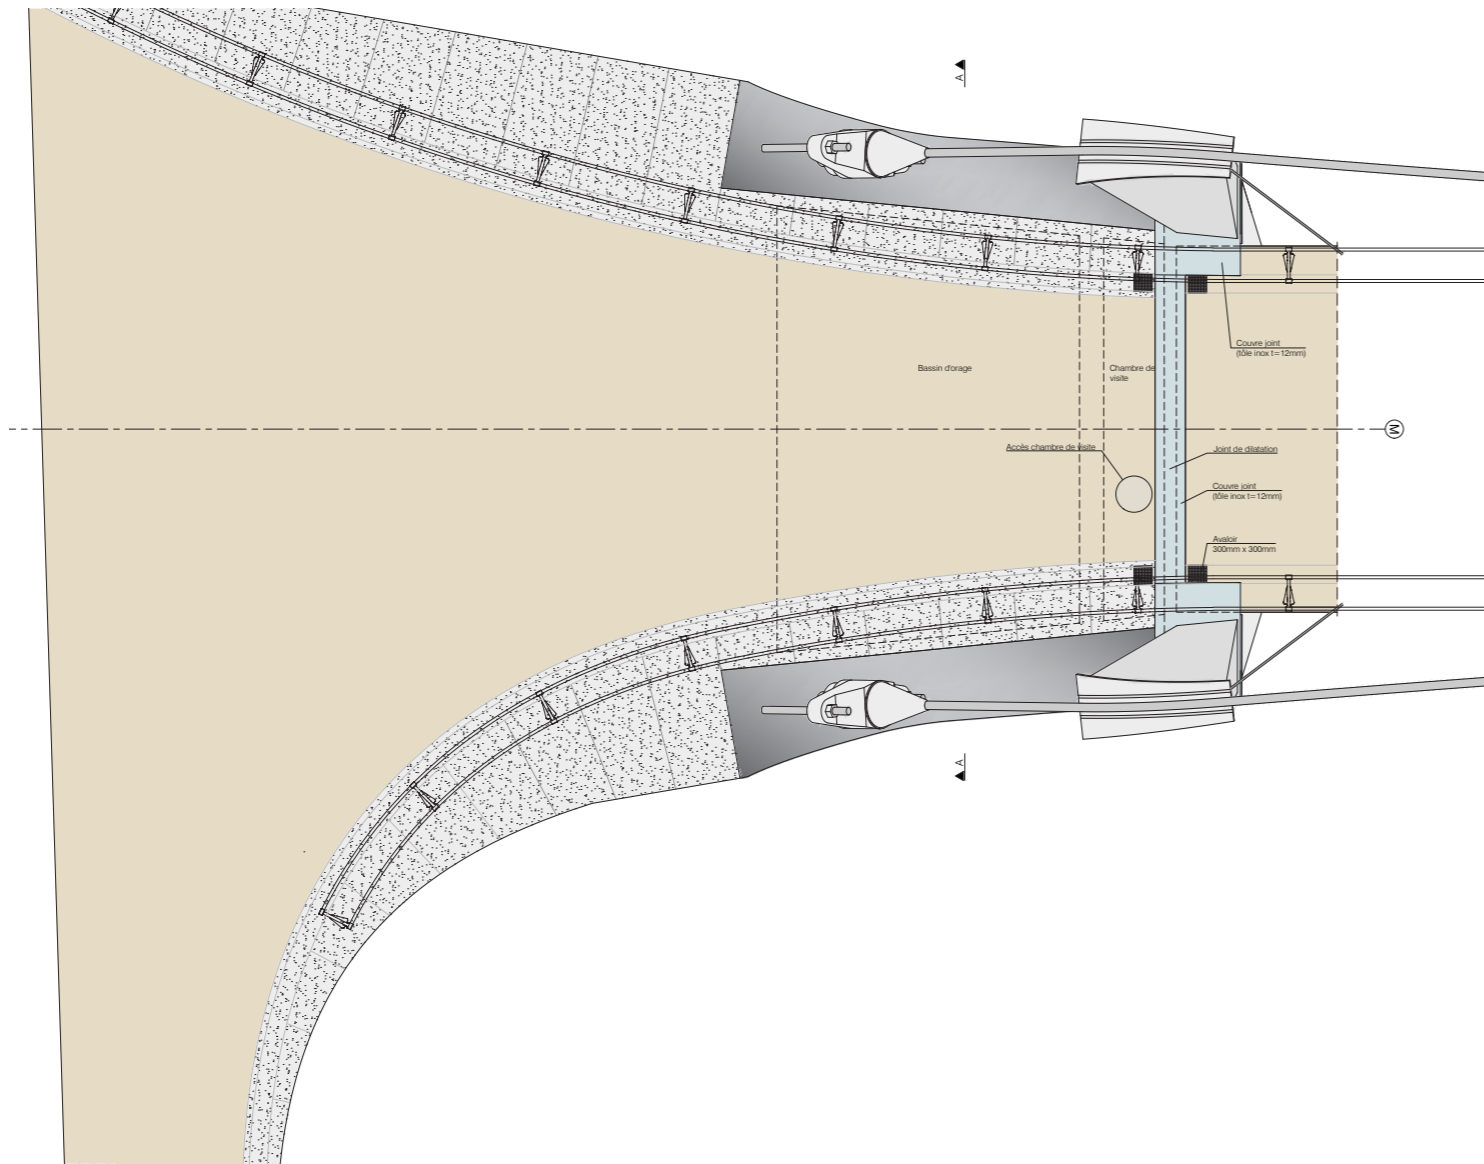 A
Couvre joint
(tôle inox t=12mm)
Bassin d'orage
Chambre de
visite
M
Accès chambre de visite
Joint de dilatation
Couvre joint
(tôle inox t=12mm)
Avaloir
300mm x 300mm
A